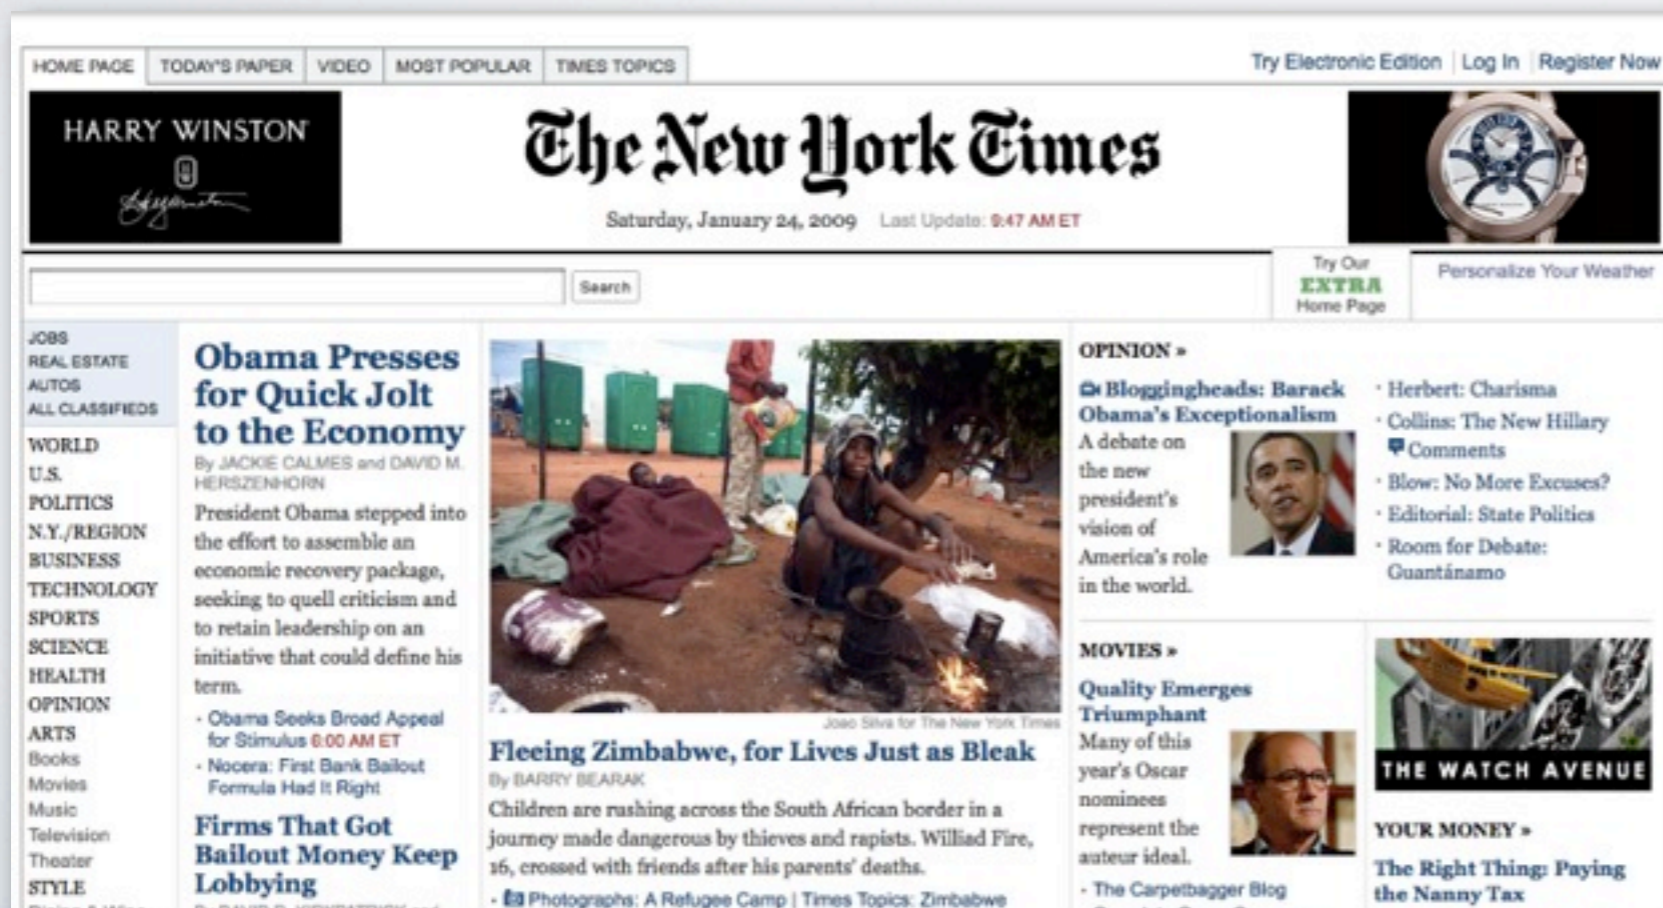 HOME PAGE
TODAY'S PAPER
VIDEO
MOST POPULAR
TIMES TOPICS
Try Electronic Edition
Log In
Register Now
HARRY WINSTON
The New York Times
Saturday, January 24, 2009 Last Update: 9:47 AM ET
Search
Try Our
EXTRA
Home Page
Personalize Your Weather
JOBS
REAL ESTATE
AUTOS
ALL CLASSIFIEDS
WORLD
U.S.
POLITICS
N.Y./REGION
BUSINESS
TECHNOLOGY
SPORTS
SCIENCE
HEALTH
OPINION
ARTS
Books
Movies
Music
Television
Theater
STYLE
Obama Presses
for Quick Jolt
to the Economy
By JACKIE CALMES and DAVID M.
HERSZENHORN
President Obama stepped into
the effort to assemble an
economic recovery package,
seeking to quell criticism and
to retain leadership on an
initiative that could define his
term.
· Obama Seeks Broad Appeal
for Stimulus 6:00 AM ET
· Nocera: First Bank Bailout
Formula Had It Right
Firms That Got
Bailout Money Keep
Lobbying
Joao Silva for The New York Times
Fleeing Zimbabwe, for Lives Just as Bleak
By BARRY BEARAK
Children are rushing across the South African border in a
journey made dangerous by thieves and rapists. Williad Fire,
16, crossed with friends after his parents' deaths.
· Photographs: A Refugee Camp | Times Topics: Zimbabwe
OPINION »
Bloggingheads: Barack
Obama's Exceptionalism
A debate on
the new
president's
vision of
America's role
in the world.
· Herbert: Charisma
· Collins: The New Hillary
Comments
· Blow: No More Excuses?
· Editorial: State Politics
· Room for Debate:
Guantánamo
MOVIES »
Quality Emerges
Triumphant
Many of this
year's Oscar
nominees
represent the
auteur ideal.
· The Carpetbagger Blog
THE WATCH AVENUE
YOUR MONEY »
The Right Thing: Paying
the Nanny Tax